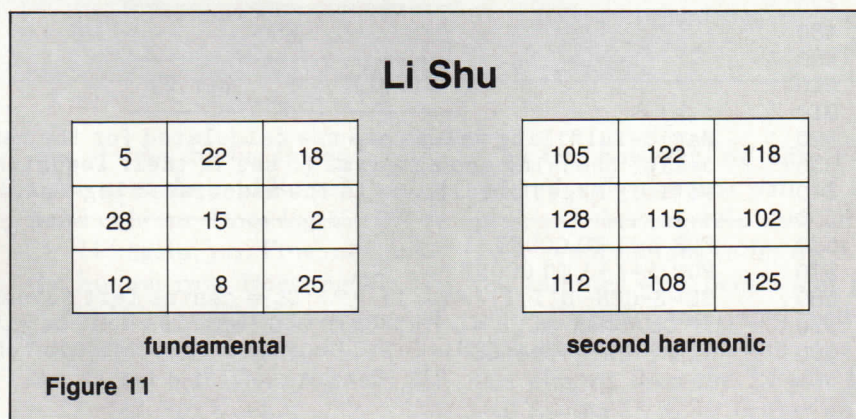 Li Shu
5 22 18
28 15 2
12 8 25
fundamental
105 122 118
128 115 102
112 108 125
second harmonic
Figure 11